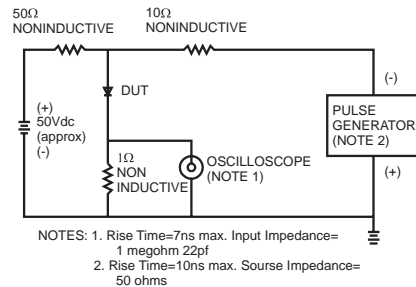 50Ω
NONINDUCTIVE
10Ω
NONINDUCTIVE
(+)
50Vdc
(approx)
(-)
DUT
1Ω
NON
INDUCTIVE
OSCILLOSCOPE
(NOTE 1)
(-)
PULSE
GENERATOR
(NOTE 2)
(+)
NOTES: 1. Rise Time=7ns max. Input Impedance=
1 megohm 22pf
2. Rise Time=10ns max. Sourse Impedance=
50 ohms